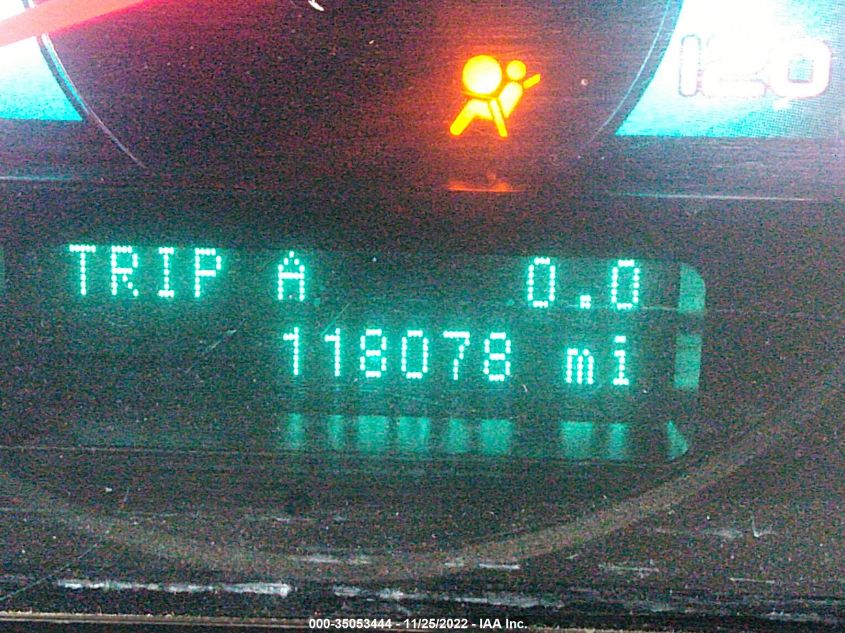 120
TRIP A 0.0
118078 mi
000-35053444 - 11/25/2022 - IAA Inc.